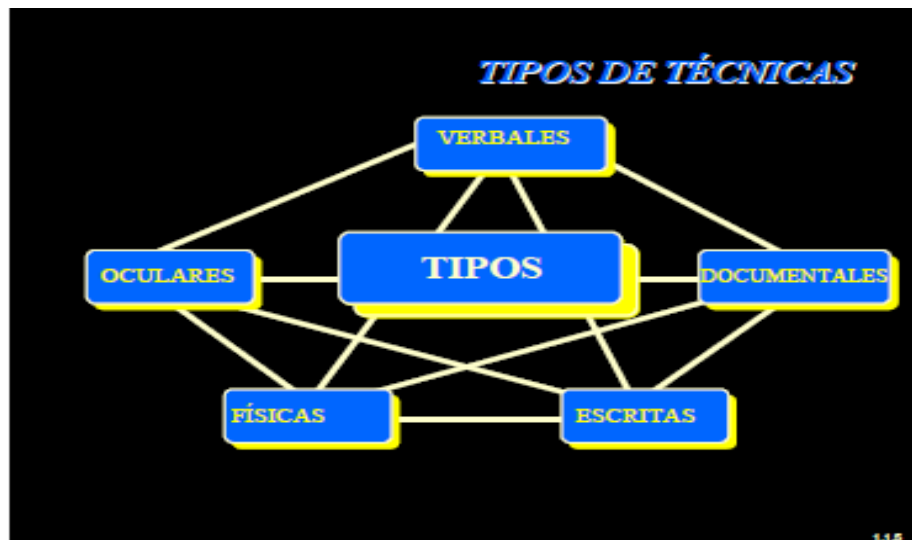 TIPOS DE TÉCNICAS
VERBALES
OCULARES
TIPOS
DOCUMENTALES
FÍSICAS
ESCRITAS
115